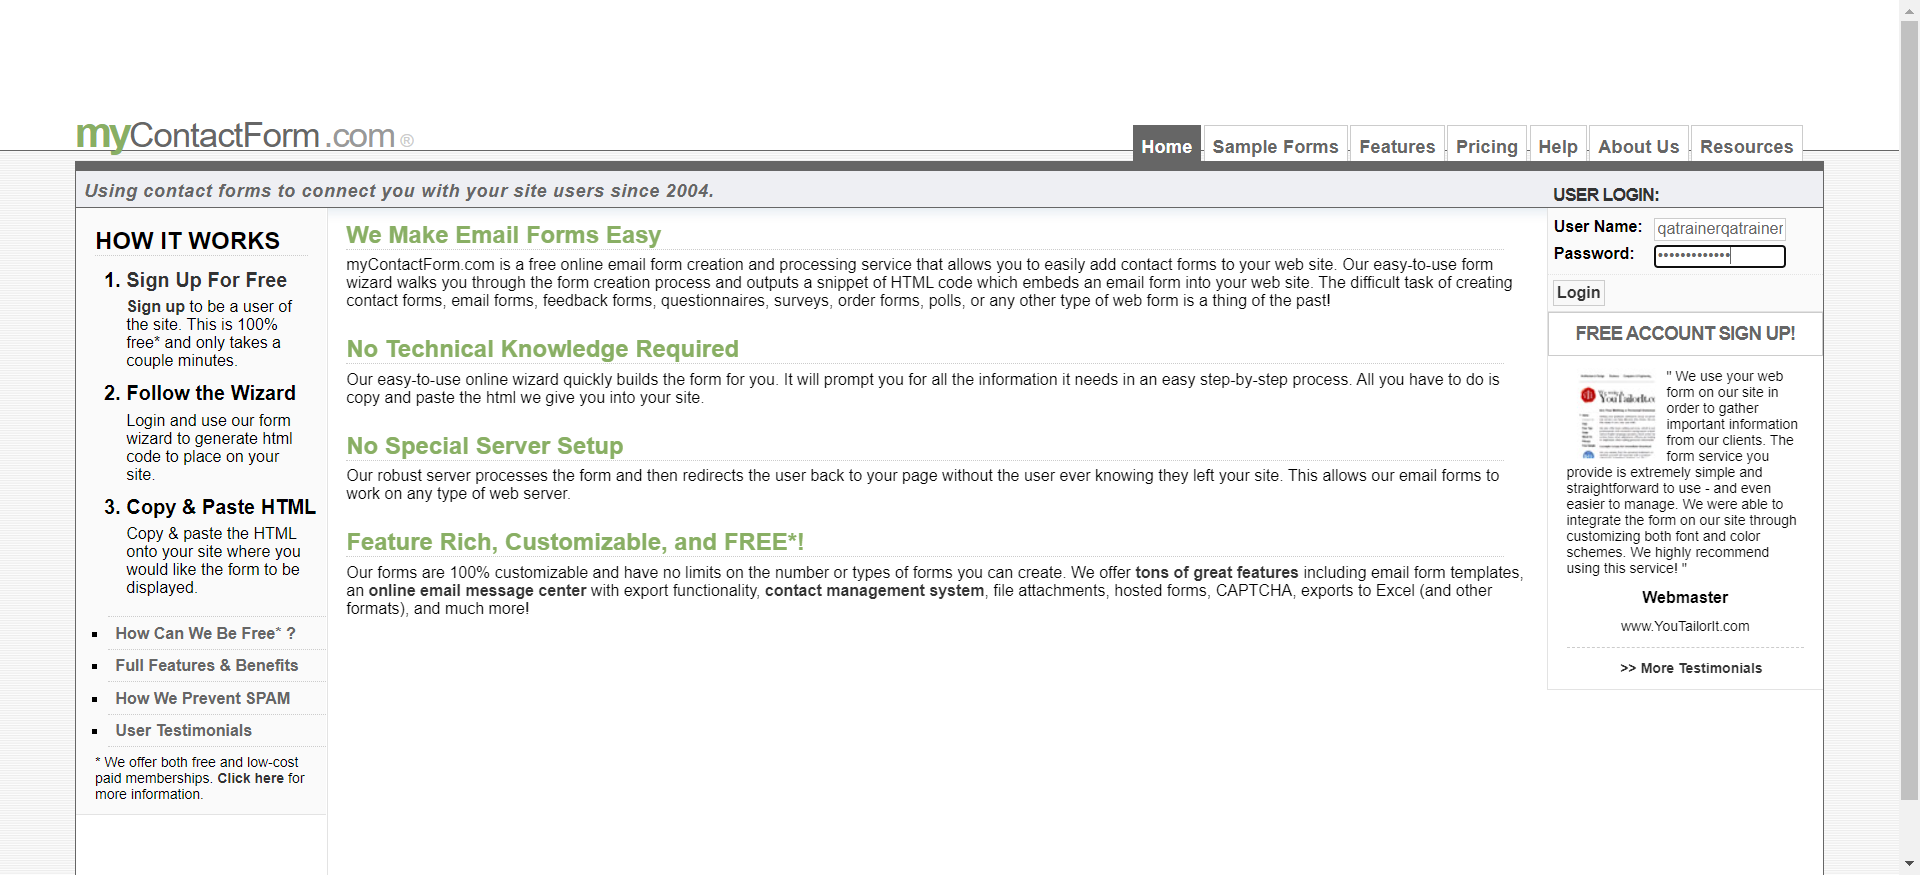 myContactForm.com®
Home Sample Forms Features Pricing Help About Us Resources
Using contact forms to connect you with your site users since 2004.
HOW IT WORKS
1. Sign Up For Free
Sign up to be a user of
the site. This is 100%
free* and only takes a
couple minutes.
2. Follow the Wizard
Login and use our form
wizard to generate html
code to place on your
site.
3. Copy & Paste HTML
Copy & paste the HTML
onto your site where you
would like the form to be
displayed.
How Can We Be Free* ?
Full Features & Benefits
How We Prevent SPAM
User Testimonials
* We offer both free and low-cost
paid memberships. Click here for
more information.
We Make Email Forms Easy
myContactForm.com is a free online email form creation and processing service that allows you to easily add contact forms to your web site. Our easy-to-use form
wizard walks you through the form creation process and outputs a snippet of HTML code which embeds an email form into your web site. The difficult task of creating
contact forms, email forms, feedback forms, questionnaires, surveys, order forms, polls, or any other type of web form is a thing of the past!
No Technical Knowledge Required
Our easy-to-use online wizard quickly builds the form for you. It will prompt you for all the information it needs in an easy step-by-step process. All you have to do is
copy and paste the html we give you into your site.
No Special Server Setup
Our robust server processes the form and then redirects the user back to your page without the user ever knowing they left your site. This allows our email forms to
work on any type of web server.
Feature Rich, Customizable, and FREE*!
Our forms are 100% customizable and have no limits on the number or types of forms you can create. We offer tons of great features including email form templates,
an online email message center with export functionality, contact management system, file attachments, hosted forms, CAPTCHA, exports to Excel (and other
formats), and much more!
USER LOGIN:
User Name: qatrainerqatrainer
Password: •••••••••••••
Login
FREE ACCOUNT SIGN UP!
YouTailorIt.co
" We use your web
form on our site in
order to gather
important information
from our clients. The
form service you
provide is extremely simple and
straightforward to use - and even
easier to manage. We were able to
integrate the form on our site through
customizing both font and color
schemes. We highly recommend
using this service! "
Webmaster
www.YouTailorIt.com
>> More Testimonials